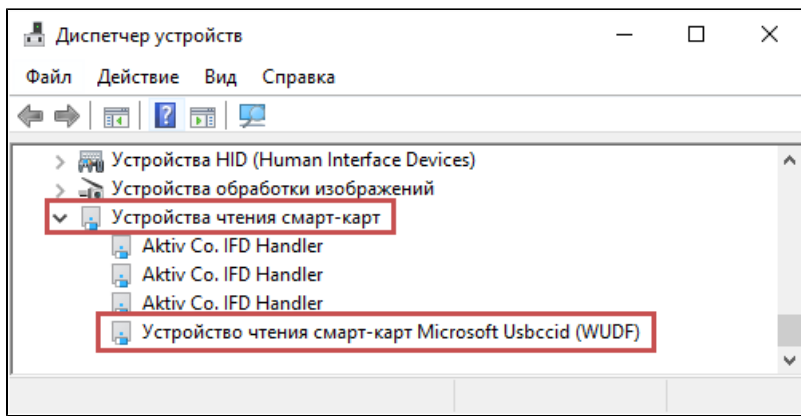 Диспетчер устройств
Файл Действие Вид Справка
Устройства HID (Human Interface Devices)
Устройства обработки изображений
Устройства чтения смарт-карт
Aktiv Co. IFD Handler
Aktiv Co. IFD Handler
Aktiv Co. IFD Handler
Устройство чтения смарт-карт Microsoft Usbccid (WUDF)